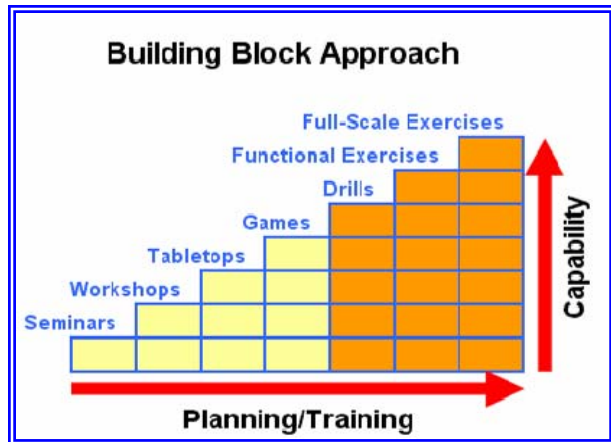 Building Block Approach
Full-Scale Exercises
Functional Exercises
Drills
Games
Tabletops
Workshops
Seminars
Capability
Planning/Training